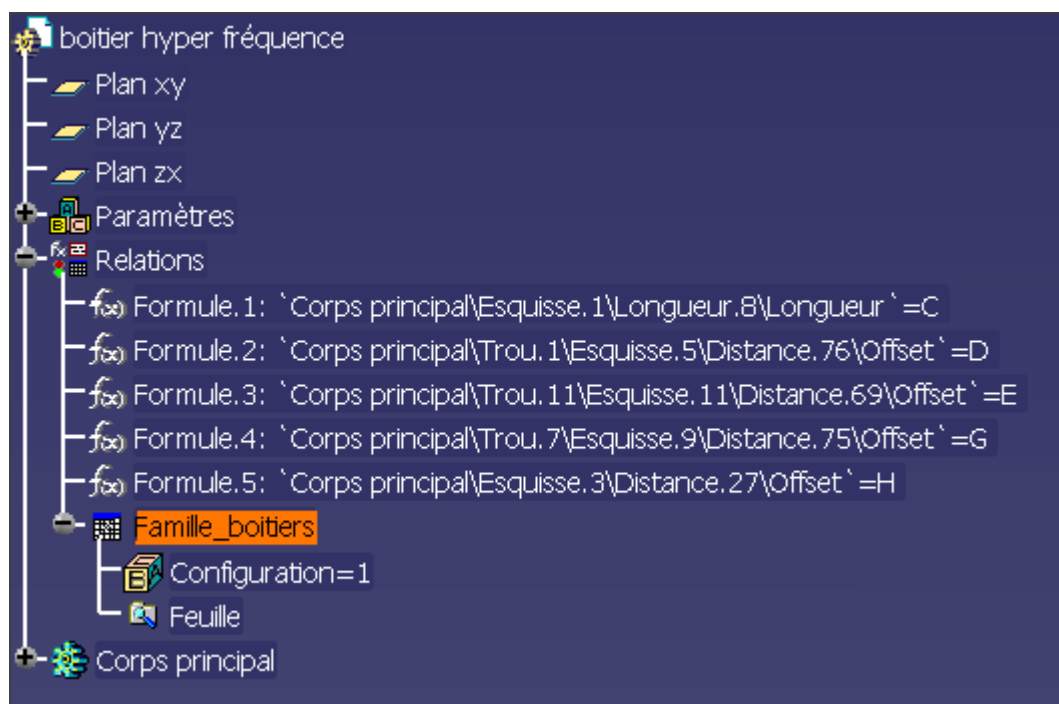 boitier hyper fréquence
Plan xy
Plan yz
Plan zx
Paramètres
Relations
Formule.1: `Corps principal\Esquisse.1\Longueur.8\Longueur`=C
Formule.2: `Corps principal\Trou.1\Esquisse.5\Distance.76\Offset`=D
Formule.3: `Corps principal\Trou.11\Esquisse.11\Distance.69\Offset`=E
Formule.4: `Corps principal\Trou.7\Esquisse.9\Distance.75\Offset`=G
Formule.5: `Corps principal\Esquisse.3\Distance.27\Offset`=H
Famille_boitiers
Configuration=1
Feuille
Corps principal